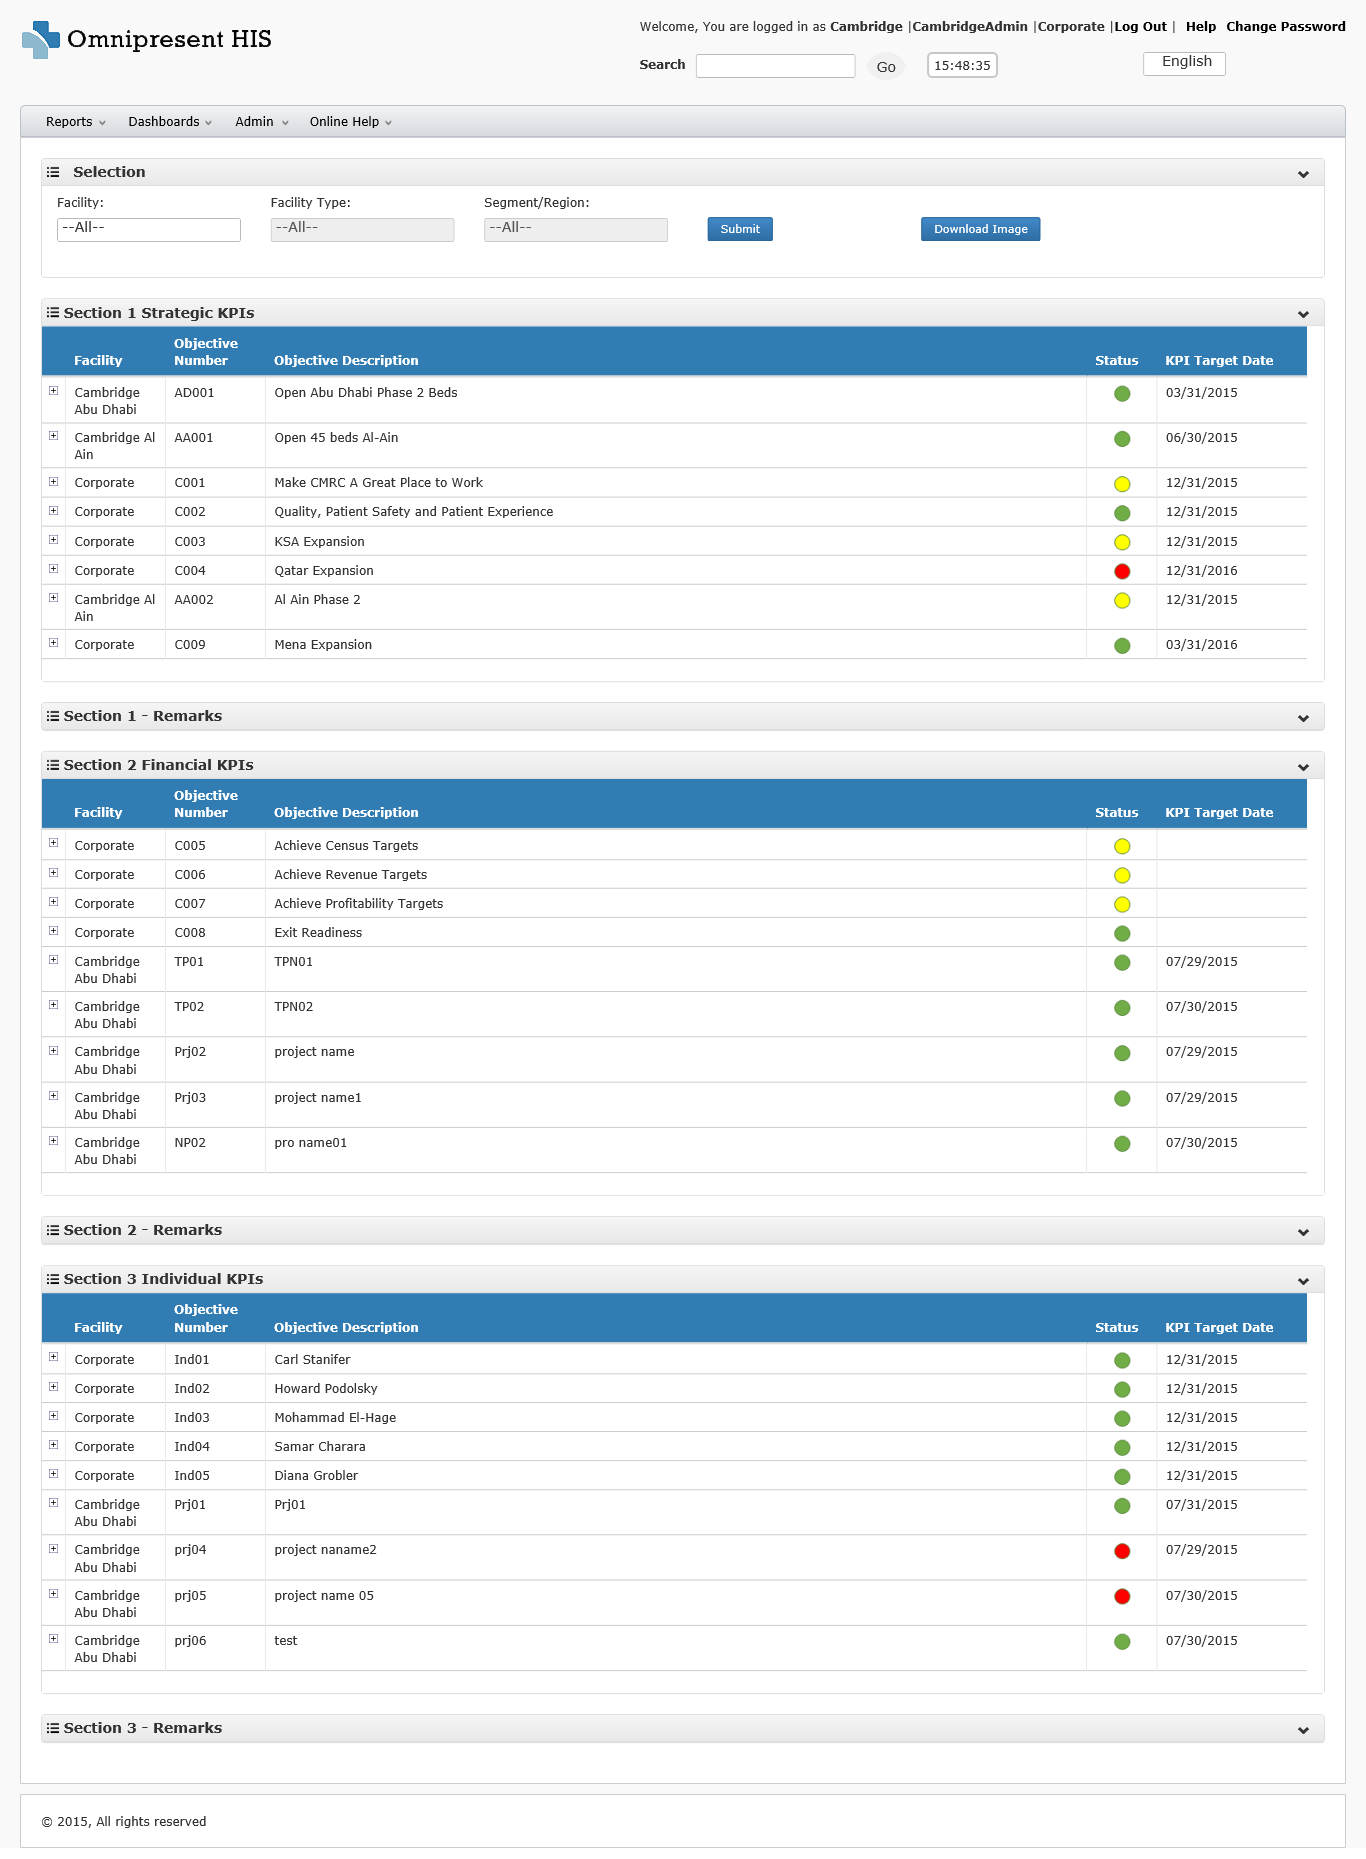 Omnipresent HIS
Welcome, You are logged in as Cambridge |CambridgeAdmin |Corporate |Log Out | Help Change Password
Search Go 15:48:35 English
Reports Dashboards Admin Online Help
Selection
Facility: Facility Type: Segment/Region:
--All-- --All-- --All-- Submit Download Image
Section 1 Strategic KPIs
Facility Objective Number Objective Description Status KPI Target Date
Cambridge Abu Dhabi AD001 Open Abu Dhabi Phase 2 Beds 03/31/2015
Cambridge Al Ain AA001 Open 45 beds Al-Ain 06/30/2015
Corporate C001 Make CMRC A Great Place to Work 12/31/2015
Corporate C002 Quality, Patient Safety and Patient Experience 12/31/2015
Corporate C003 KSA Expansion 12/31/2015
Corporate C004 Qatar Expansion 12/31/2016
Cambridge Al Ain AA002 Al Ain Phase 2 12/31/2015
Corporate C009 Mena Expansion 03/31/2016
Section 1 - Remarks
Section 2 Financial KPIs
Facility Objective Number Objective Description Status KPI Target Date
Corporate C005 Achieve Census Targets
Corporate C006 Achieve Revenue Targets
Corporate C007 Achieve Profitability Targets
Corporate C008 Exit Readiness
Cambridge Abu Dhabi TP01 TPN01 07/29/2015
Cambridge Abu Dhabi TP02 TPN02 07/30/2015
Cambridge Abu Dhabi Prj02 project name 07/29/2015
Cambridge Abu Dhabi Prj03 project name1 07/29/2015
Cambridge Abu Dhabi NP02 pro name01 07/30/2015
Section 2 - Remarks
Section 3 Individual KPIs
Facility Objective Number Objective Description Status KPI Target Date
Corporate Ind01 Carl Stanifer 12/31/2015
Corporate Ind02 Howard Podolsky 12/31/2015
Corporate Ind03 Mohammad El-Hage 12/31/2015
Corporate Ind04 Samar Charara 12/31/2015
Corporate Ind05 Diana Grobler 12/31/2015
Cambridge Abu Dhabi Prj01 Prj01 07/31/2015
Cambridge Abu Dhabi prj04 project naname2 07/29/2015
Cambridge Abu Dhabi prj05 project name 05 07/30/2015
Cambridge Abu Dhabi prj06 test 07/30/2015
Section 3 - Remarks
© 2015, All rights reserved